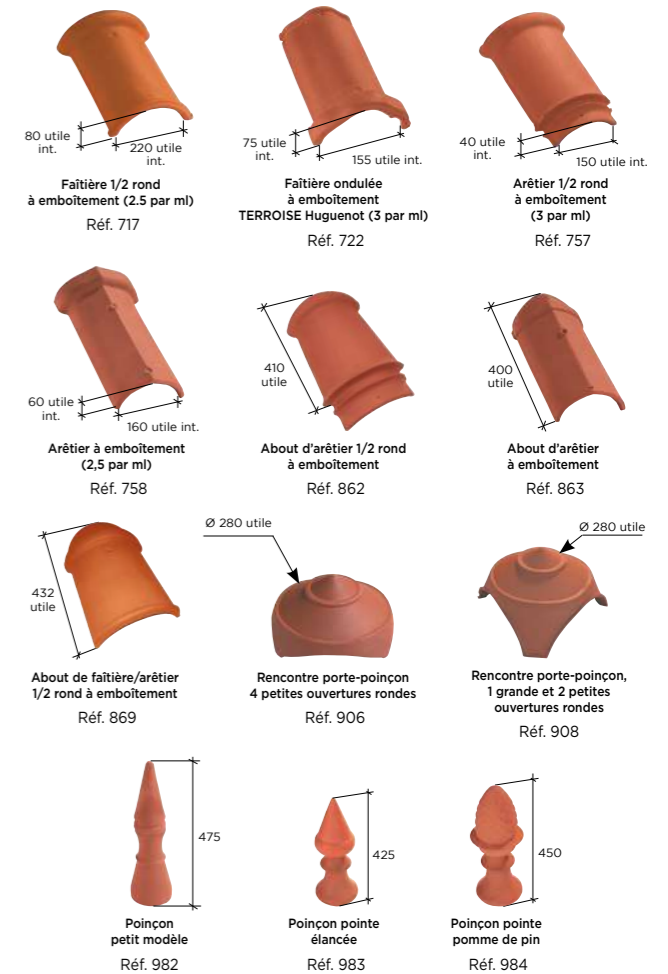 80 utile
int.
220 utile
int.
Faîtière 1/2 rond
à emboîtement (2.5 par ml)
Réf. 717
75 utile
int.
155 utile int.
Faîtière ondulée
à emboîtement
TERROISE Huguenot (3 par ml)
Réf. 722
40 utile
int.
150 utile int.
Arêtier 1/2 rond
à emboîtement
(3 par ml)
Réf. 757
60 utile
int.
160 utile int.
Arêtier à emboîtement
(2,5 par ml)
Réf. 758
410
utile
About d'arêtier 1/2 rond
à emboîtement
Réf. 862
400
utile
About d'arêtier
à emboîtement
Réf. 863
432
utile
About de faîtière/arêtier
1/2 rond à emboîtement
Réf. 869
Ø 280 utile
Rencontre porte-poinçon
4 petites ouvertures rondes
Réf. 906
Ø 280 utile
Rencontre porte-poinçon,
1 grande et 2 petites
ouvertures rondes
Réf. 908
475
Poinçon
petit modèle
Réf. 982
425
Poinçon pointe
élancée
Réf. 983
450
Poinçon pointe
pomme de pin
Réf. 984